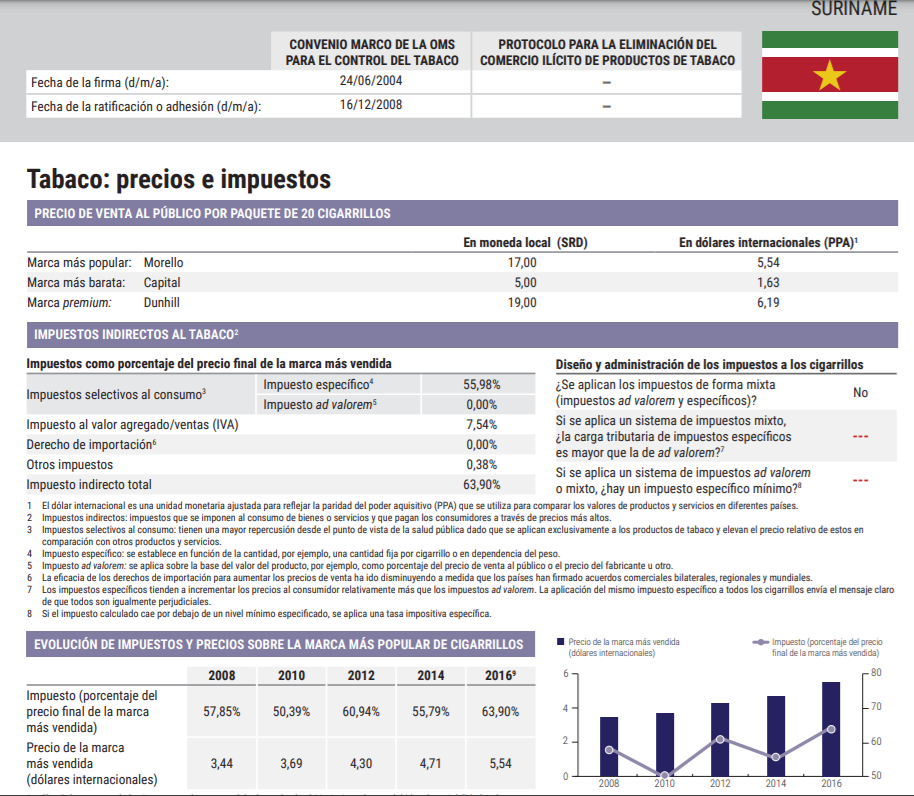 SURINAME
CONVENIO MARCO DE LA OMS
PARA EL CONTROL DEL TABACO
PROTOCOLO PARA LA ELIMINACIÓN DEL
COMERCIO ILÍCITO DE PRODUCTOS DE TABACO
Fecha de la firma (d/m/a): 24/06/2004 –
Fecha de la ratificación o adhesión (d/m/a): 16/12/2008 –
Tabaco: precios e impuestos
PRECIO DE VENTA AL PÚBLICO POR PAQUETE DE 20 CIGARRILLOS
En moneda local (SRD) En dólares internacionales (PPA)¹
Marca más popular: Morello 17,00 5,54
Marca más barata: Capital 5,00 1,63
Marca premium: Dunhill 19,00 6,19
IMPUESTOS INDIRECTOS AL TABACO²
Impuestos como porcentaje del precio final de la marca más vendida
Impuestos selectivos al consumo³
Impuesto específico⁴ 55,98%
Impuesto ad valorem⁵ 0,00%
Impuesto al valor agregado/ventas (IVA) 7,54%
Derecho de importación⁶ 0,00%
Otros impuestos 0,38%
Impuesto indirecto total 63,90%
Diseño y administración de los impuestos a los cigarrillos
¿Se aplican los impuestos de forma mixta
(impuestos ad valorem y específicos)?
No
Si se aplica un sistema de impuestos mixto,
¿la carga tributaria de impuestos específicos
es mayor que la de ad valorem?⁷
---
Si se aplica un sistema de impuestos ad valorem
o mixto, ¿hay un impuesto específico mínimo?⁸
---
1 El dólar internacional es una unidad monetaria ajustada para reflejar la paridad del poder aquisitivo (PPA) que se utiliza para comparar los valores de productos y servicios en diferentes países.
2 Impuestos indirectos: impuestos que se imponen al consumo de bienes o servicios y que pagan los consumidores a través de precios más altos.
3 Impuestos selectivos al consumo: tienen una mayor repercusión desde el punto de vista de la salud pública dado que se aplican exclusivamente a los productos de tabaco y elevan el precio relativo de estos en
comparación con otros productos y servicios.
4 Impuesto específico: se establece en función de la cantidad, por ejemplo, una cantidad fija por cigarrillo o en dependencia del peso.
5 Impuesto ad valorem: se aplica sobre la base del valor del producto, por ejemplo, como porcentaje del precio de venta al público o el precio del fabricante u otro.
6 La eficacia de los derechos de importación para aumentar los precios de venta ha ido disminuyendo a medida que los países han firmado acuerdos comerciales bilaterales, regionales y mundiales.
7 Los impuestos específicos tienden a incrementar los precios al consumidor relativamente más que los impuestos ad valorem. La aplicación del mismo impuesto específico a todos los cigarrillos envía el mensaje claro
de que todos son igualmente perjudiciales.
8 Si el impuesto calculado cae por debajo de un nivel mínimo especificado, se aplica una tasa impositiva específica.
EVOLUCIÓN DE IMPUESTOS Y PRECIOS SOBRE LA MARCA MÁS POPULAR DE CIGARRILLOS
2008 2010 2012 2014 2016⁹
Impuesto (porcentaje del
precio final de la marca
más vendida)
57,85% 50,39% 60,94% 55,79% 63,90%
Precio de la marca
más vendida
(dólares internacionales)
3,44 3,69 4,30 4,71 5,54
Precio de la marca más vendida
(dólares internacionales)
Impuesto (porcentaje del precio
final de la marca más vendida)
6
4
2
0
80
70
60
50
2008 2010 2012 2014 2016